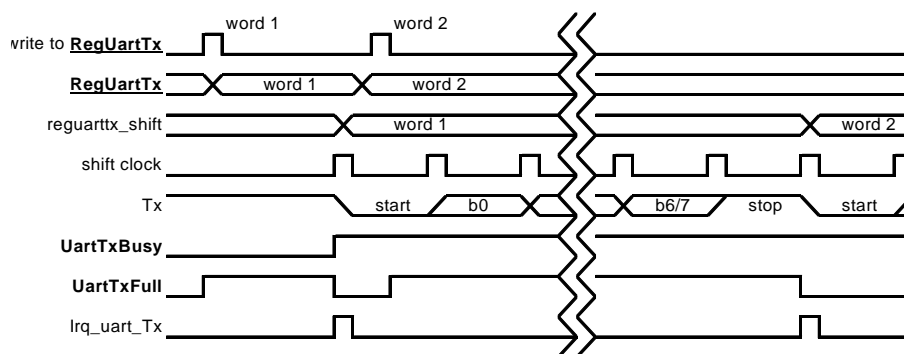 word 1 word 2
write to RegUartTx
RegUartTx word 1 word 2
reguarttx_shift word 1 word 2
shift clock
Tx start b0 b6/7 stop start
UartTxBusy
UartTxFull
Irq_uart_Tx